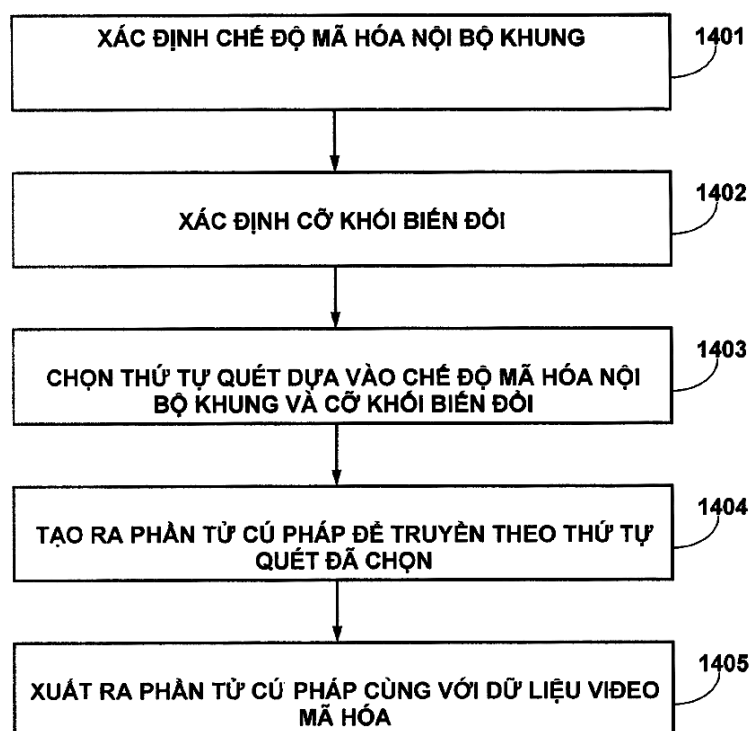 XÁC ĐỊNH CHẾ ĐỘ MÃ HÓA NỘI BỘ KHUNG
1401
XÁC ĐỊNH CỠ KHỐI BIẾN ĐỔI
1402
CHỌN THỨ TỰ QUÉT DỰA VÀO CHẾ ĐỘ MÃ HÓA NỘI
BỘ KHUNG VÀ CỠ KHỐI BIẾN ĐỔI
1403
TẠO RA PHẦN TỬ CÚ PHÁP ĐỂ TRUYỀN THEO THỨ TỰ
QUÉT ĐÃ CHỌN
1404
XUẤT RA PHẦN TỬ CÚ PHÁP CÙNG VỚI DỮ LIỆU VIĐEO
MÃ HÓA
1405